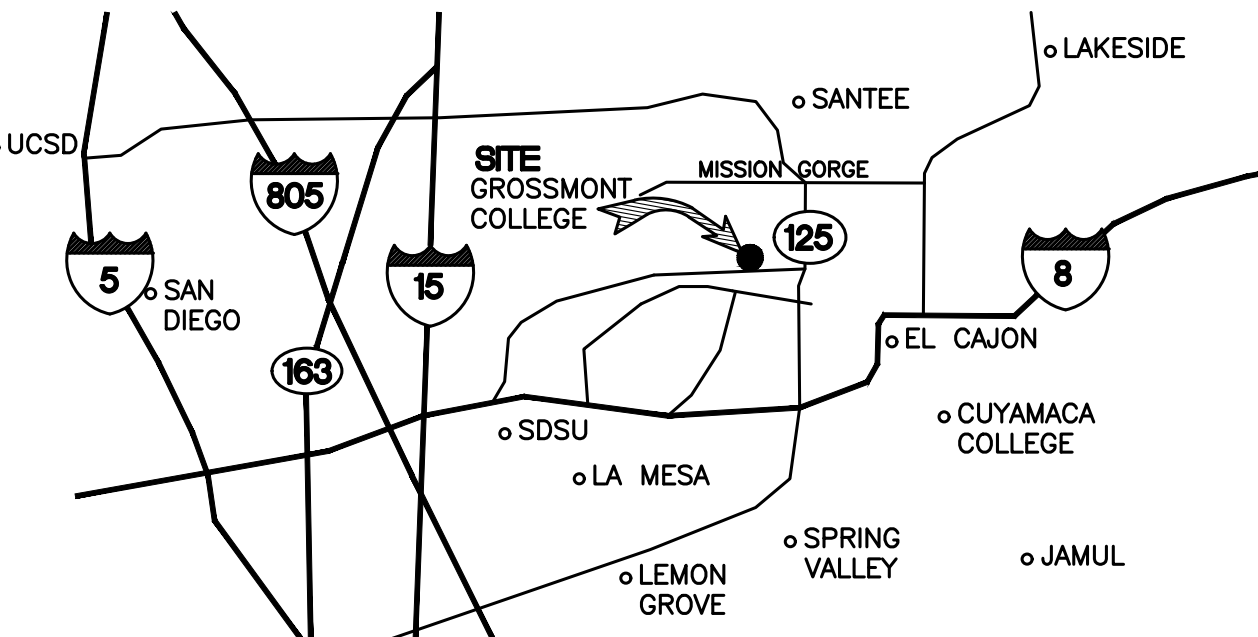 LAKESIDE
SANTEE
UCSD
SITE
GROSSMONT
COLLEGE
MISSION GORGE
805
125
5
15
8
SAN
DIEGO
EL CAJON
163
CUYAMACA
COLLEGE
SDSU
LA MESA
SPRING
VALLEY
JAMUL
LEMON
GROVE